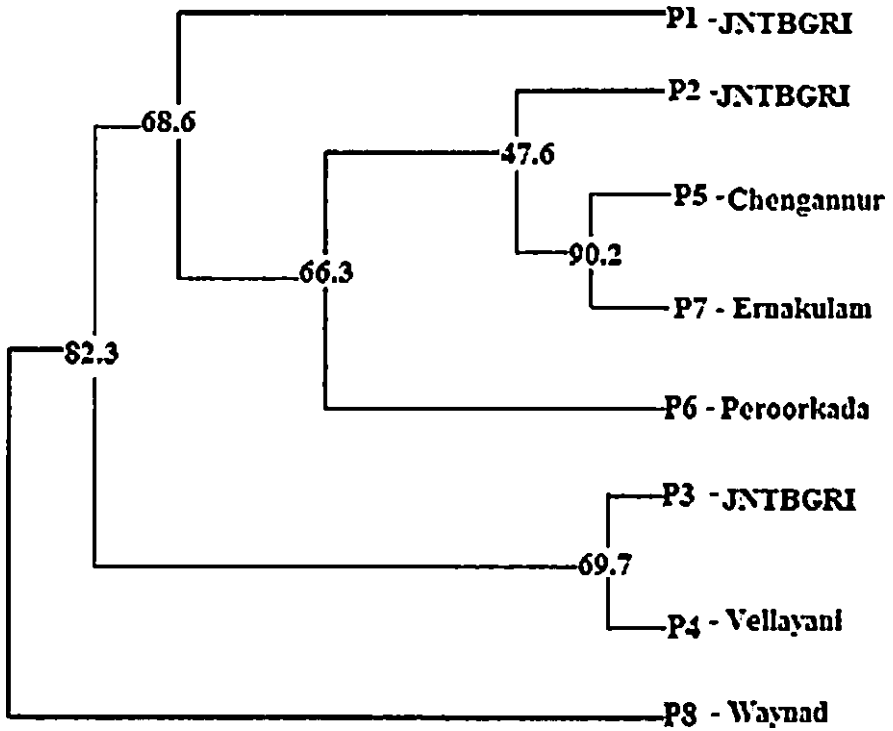 P1 -JNTBGRI
P2 -JNTBGRI
68.6
47.6
P5 -Chengannur
90.2
66.3
P7 - Ernakulam
82.3
P6 -Peroorkada
P3 -JNTBGRI
69.7
P4 - Vellayani
P8 - Waynad